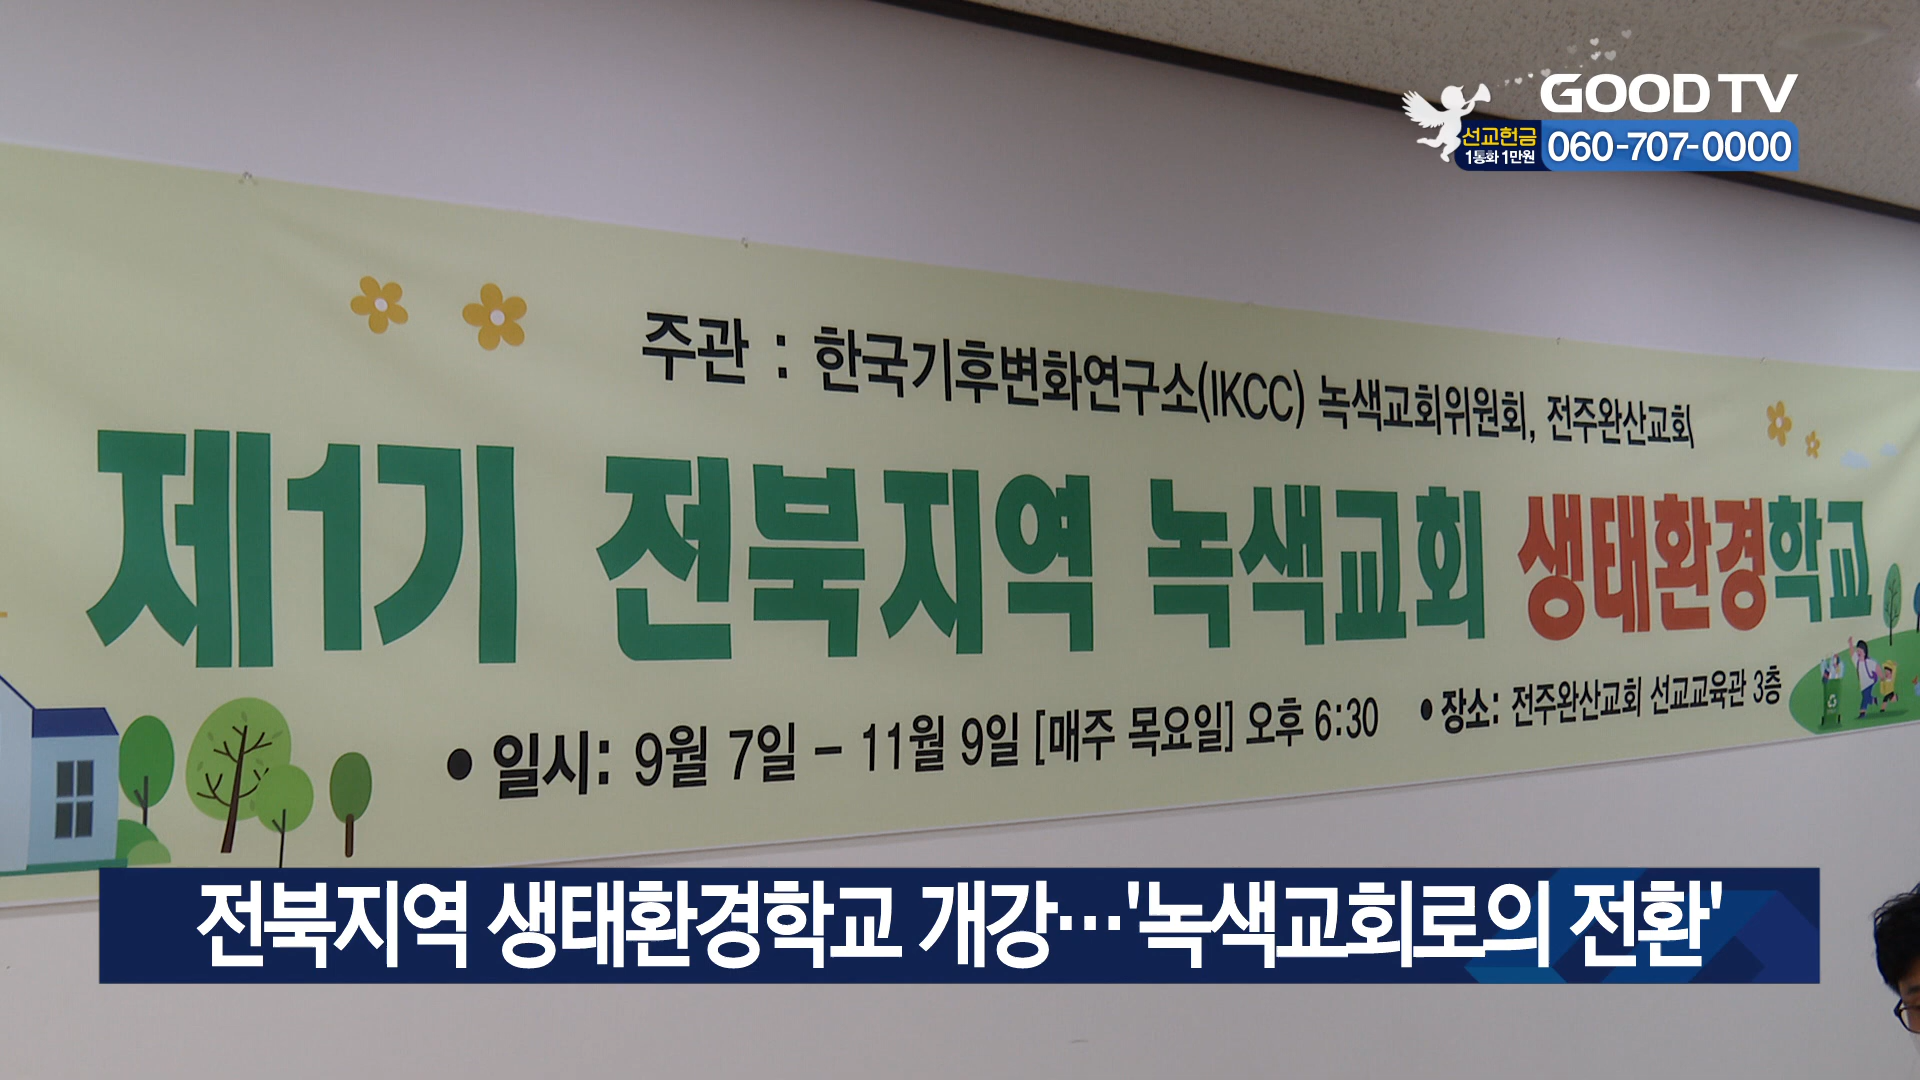 GOOD TV
선교헌금
1통화 1만원
060-707-0000
주관 : 한국기후변화연구소(IKCC) 녹색교회위원회, 전주완산교회
제1기 전북지역 녹색교회 생태환경학교
• 일시: 9월 7일 - 11월 9일 [매주 목요일] 오후 6:30 • 장소: 전주완산교회 선교교육관 3층
전북지역 생태환경학교 개강…'녹색교회로의 전환'